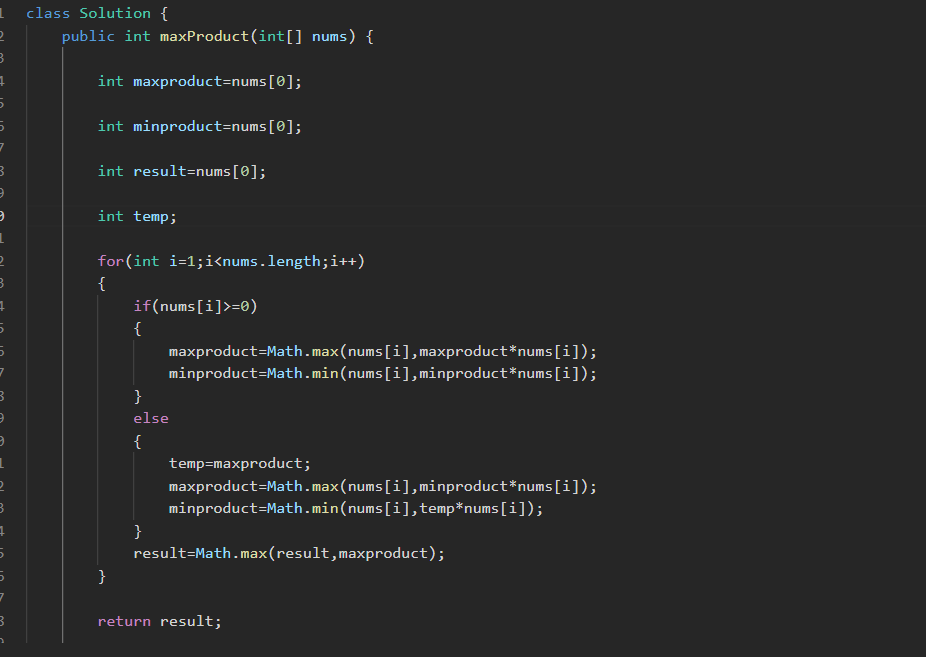 class Solution {
public int maxProduct(int[] nums) {
int maxproduct=nums[0];
int minproduct=nums[0];
int result=nums[0];
int temp;
for(int i=1;i<nums.length;i++)
{
if(nums[i]>=0)
{
maxproduct=Math.max(nums[i],maxproduct*nums[i]);
minproduct=Math.min(nums[i],minproduct*nums[i]);
}
else
{
temp=maxproduct;
maxproduct=Math.max(nums[i],minproduct*nums[i]);
minproduct=Math.min(nums[i],temp*nums[i]);
}
result=Math.max(result,maxproduct);
}
return result;